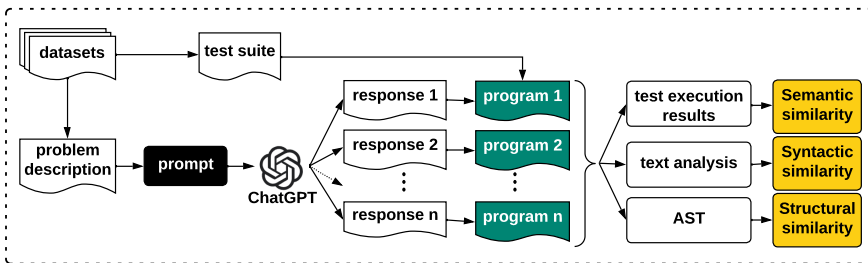 datasets
test suite
problem
description
prompt
ChatGPT
response 1
response 2
response n
program 1
program 2
program n
test execution
results
text analysis
AST
Semantic
similarity
Syntactic
similarity
Structural
similarity